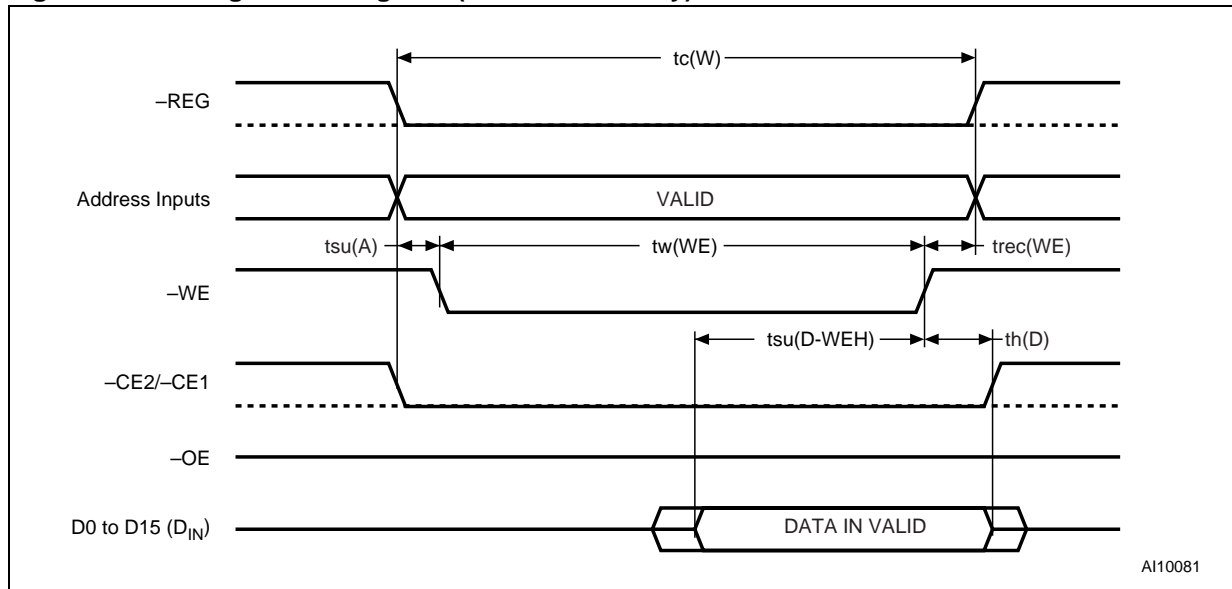 tc(W)
–REG
Address Inputs
VALID
tsu(A)
tw(WE)
trec(WE)
–WE
tsu(D-WEH)
th(D)
–CE2/–CE1
–OE
D0 to D15 (DIN)
DATA IN VALID
AI10081